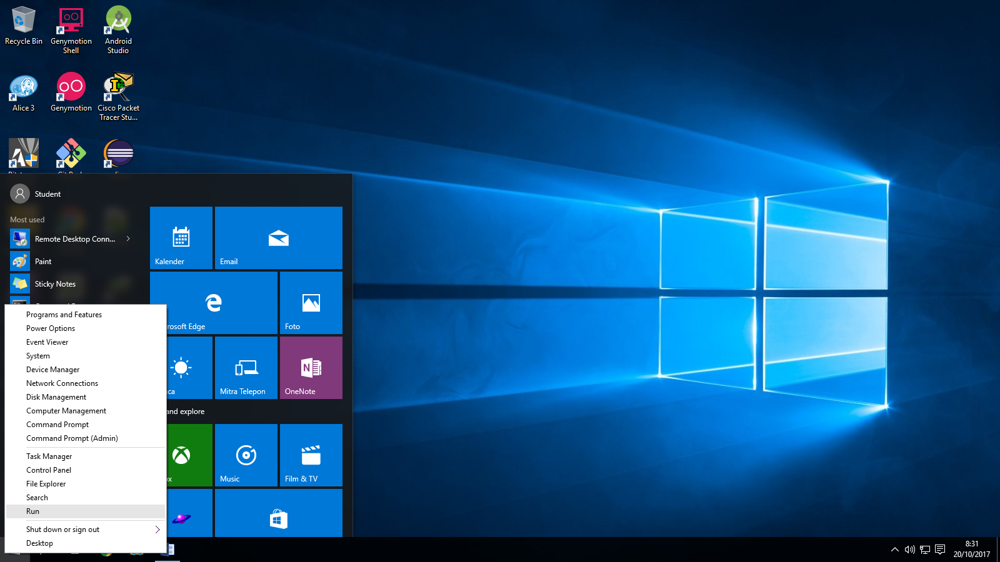 Recycle Bin
Genymotion
Shell
Android
Studio
Alice 3
Genymotion
Cisco Packet
Tracer Stu...
Student
Most used
Remote Desktop Conn...
Paint
Sticky Notes
Kalender
Email
rosoft Edge
Foto
Mitra Telepon
OneNote
and explore
Music
Film & TV
Programs and Features
Power Options
Event Viewer
System
Device Manager
Network Connections
Disk Management
Computer Management
Command Prompt
Command Prompt (Admin)
Task Manager
Control Panel
File Explorer
Search
Run
Shut down or sign out
Desktop
8:31
20/10/2017